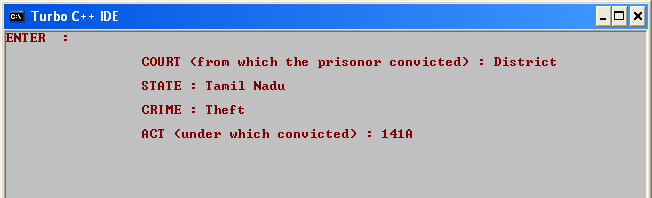 Turbo C++ IDE
ENTER :
COURT (from which the prisonor convicted) : District
STATE : Tamil Nadu
CRIME : Theft
ACT (under which convicted) : 141A